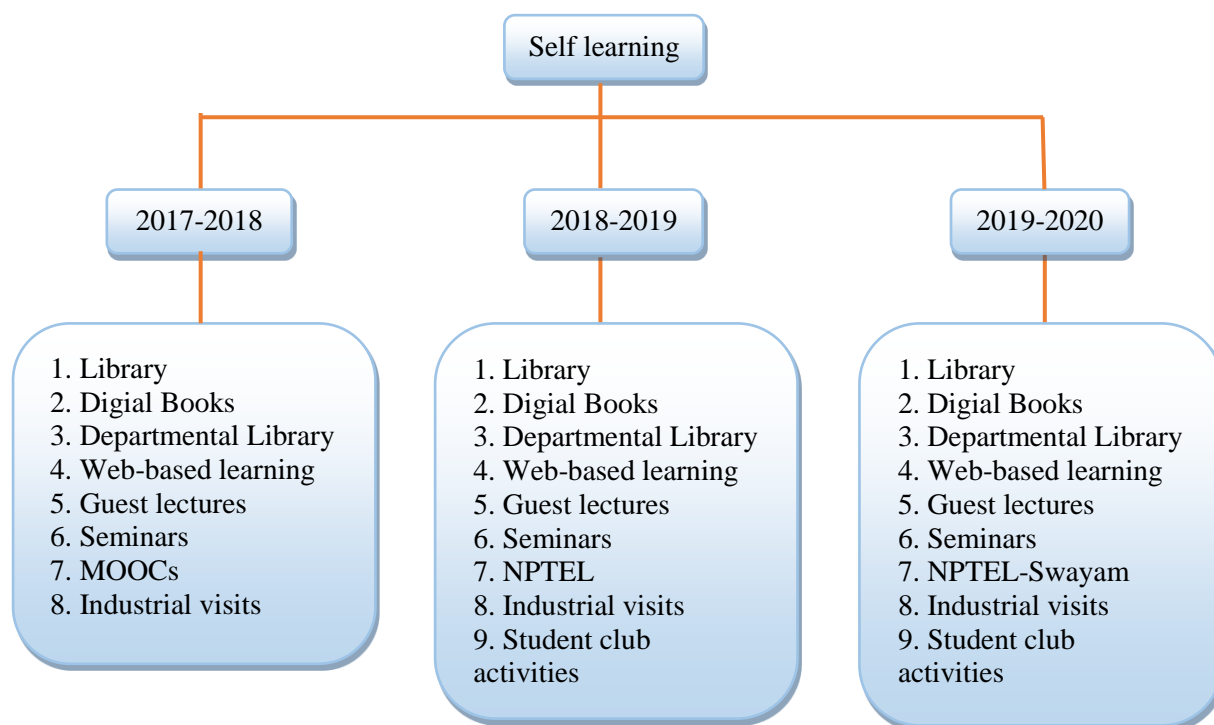 Self learning
2017-2018
2018-2019
2019-2020
1. Library
2. Digial Books
3. Departmental Library
4. Web-based learning
5. Guest lectures
6. Seminars
7. MOOCs
8. Industrial visits
1. Library
2. Digial Books
3. Departmental Library
4. Web-based learning
5. Guest lectures
6. Seminars
7. NPTEL
8. Industrial visits
9. Student club
activities
1. Library
2. Digial Books
3. Departmental Library
4. Web-based learning
5. Guest lectures
6. Seminars
7. NPTEL-Swayam
8. Industrial visits
9. Student club
activities